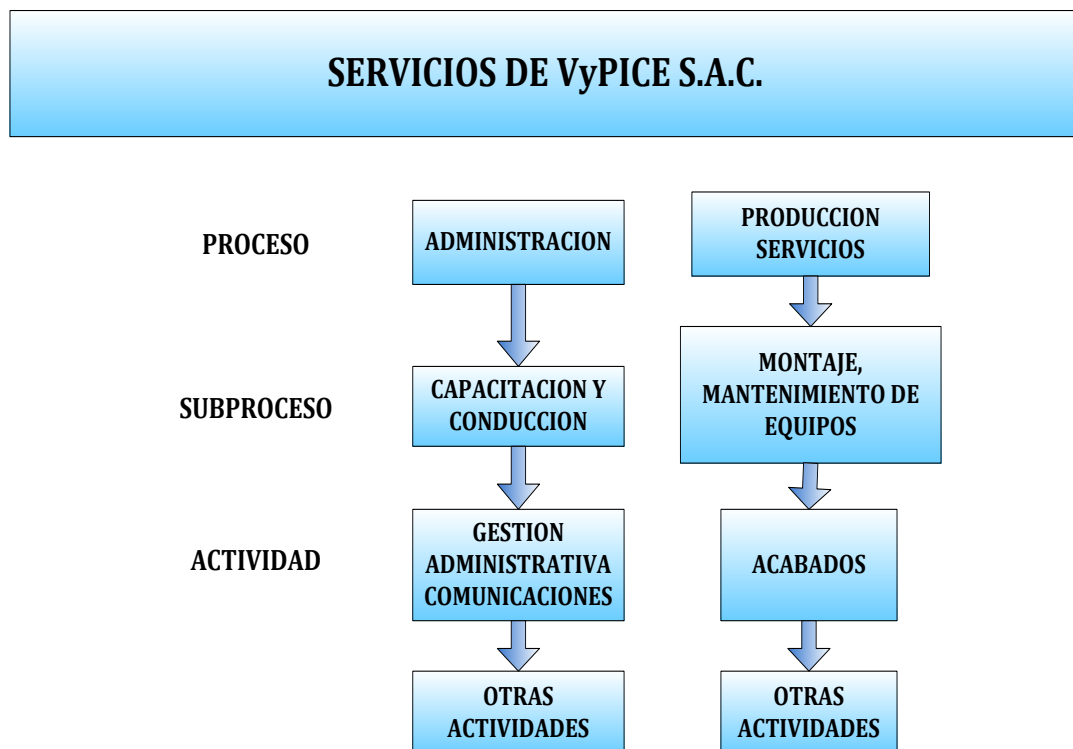 SERVICIOS DE VyPICE S.A.C.
PROCESO
ADMINISTRACION
PRODUCCION
SERVICIOS
SUBPROCESO
CAPACITACION Y
CONDUCCION
MONTAJE,
MANTENIMIENTO DE
EQUIPOS
ACTIVIDAD
GESTION
ADMINISTRATIVA
COMUNICACIONES
ACABADOS
OTRAS
ACTIVIDADES
OTRAS
ACTIVIDADES